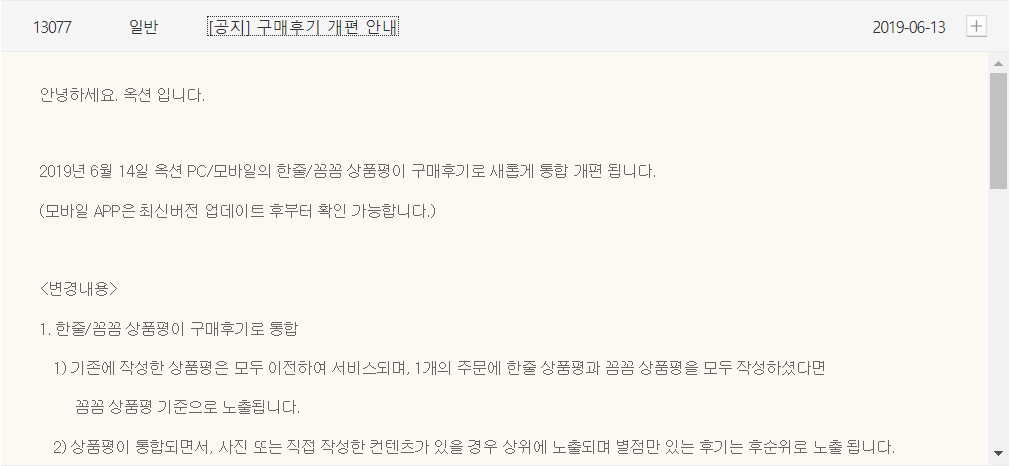 13077 일반 [공지] 구매후기 개편 안내 2019-06-13
안녕하세요. 옥션 입니다.
2019년 6월 14일 옥션 PC/모바일의 한줄/꼼꼼 상품평이 구매후기로 새롭게 통합 개편 됩니다.
(모바일 APP은 최신버전 업데이트 후부터 확인 가능합니다.)
<변경내용>
1. 한줄/꼼꼼 상품평이 구매후기로 통합
1) 기존에 작성한 상품평은 모두 이전하여 서비스되며, 1개의 주문에 한줄 상품평과 꼼꼼 상품평을 모두 작성하셨다면
꼼꼼 상품평 기준으로 노출됩니다.
2) 상품평이 통합되면서, 사진 또는 직접 작성한 컨텐츠가 있을 경우 상위에 노출되며 별점만 있는 후기는 후순위로 노출 됩니다.